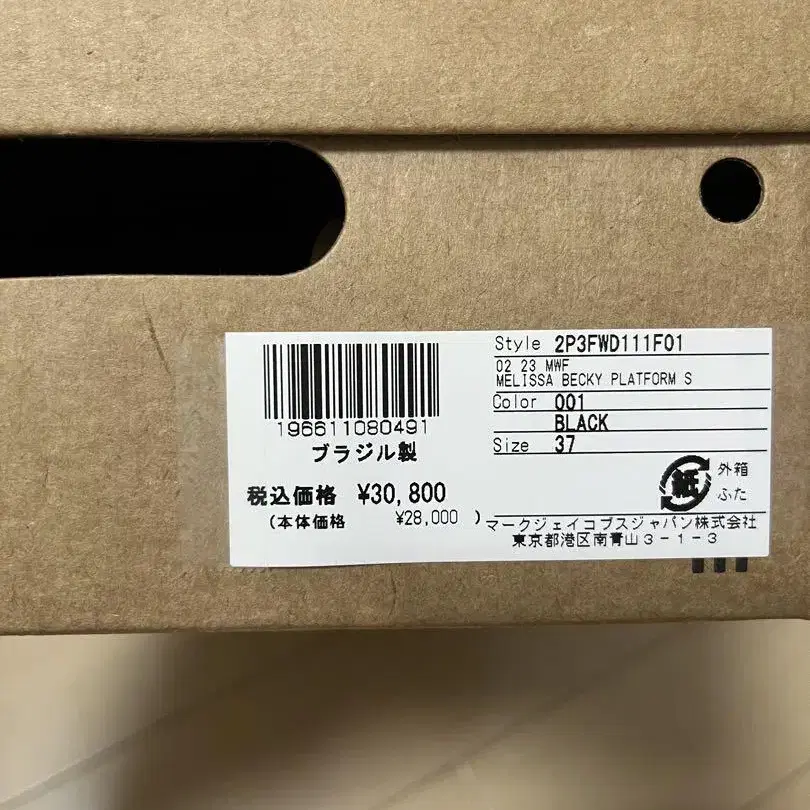 196611080491
ブラジル製
税込価格 ¥30,800
(本体価格 ¥28,000 )
Style 2P3FWD111F01
02 23 MWF
MELISSA BECKY PLATFORM S
Color 001
BLACK
Size 37
紙 外箱
ふた
マークジェイコブスジャパン株式会社
東京都港区南青山3-1-3